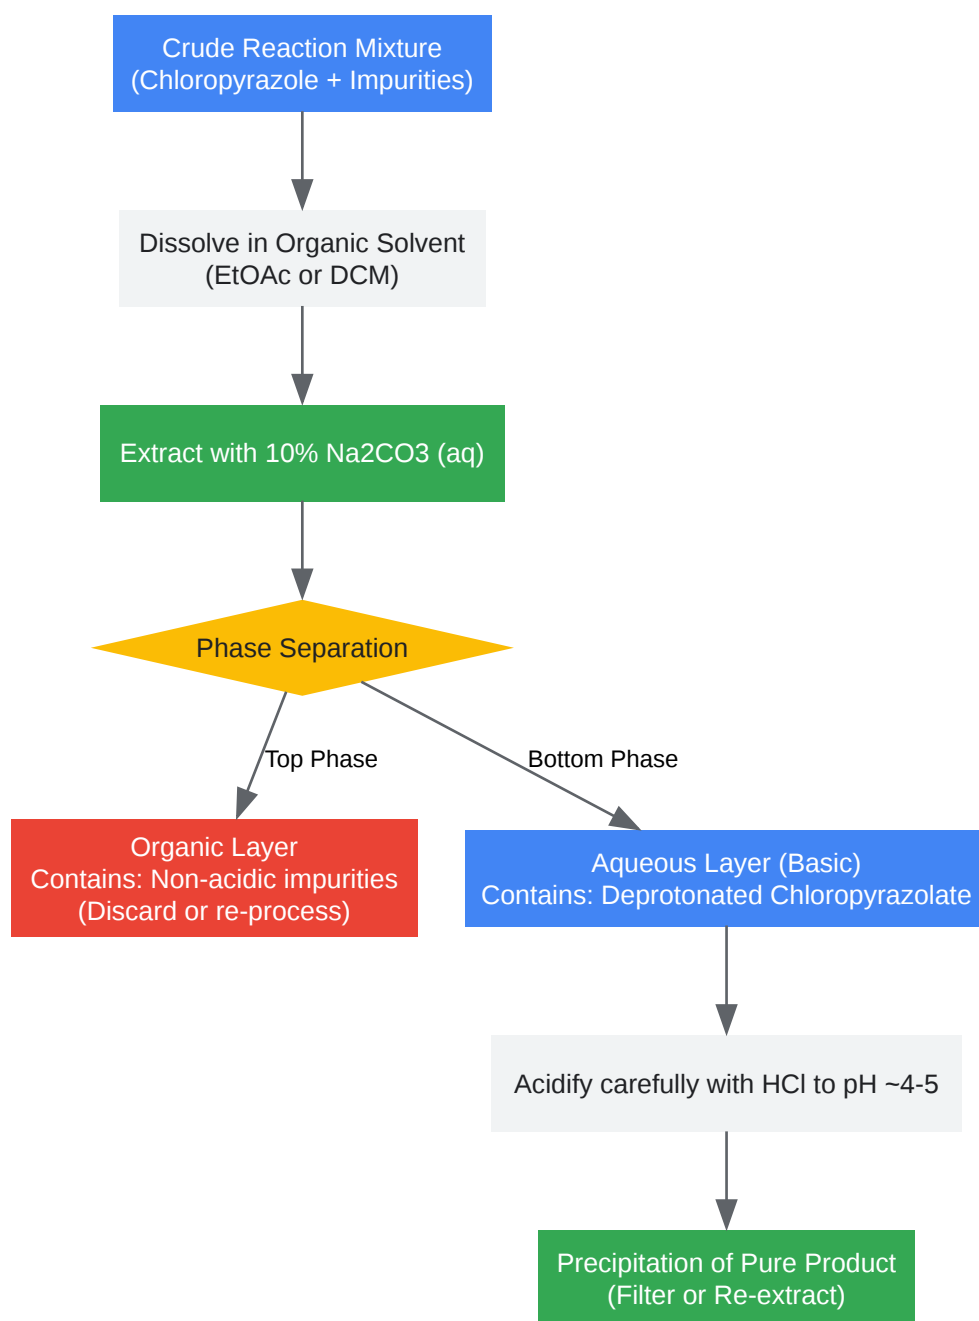 Crude Reaction Mixture
(Chloropyrazole + Impurities)
Dissolve in Organic Solvent
(EtOAc or DCM)
Extract with 10% Na2CO3 (aq)
Phase Separation
Top Phase
Bottom Phase
Organic Layer
Contains: Non-acidic impurities
(Discard or re-process)
Aqueous Layer (Basic)
Contains: Deprotonated Chloropyrazolate
Acidify carefully with HCl to pH ~4-5
Precipitation of Pure Product
(Filter or Re-extract)